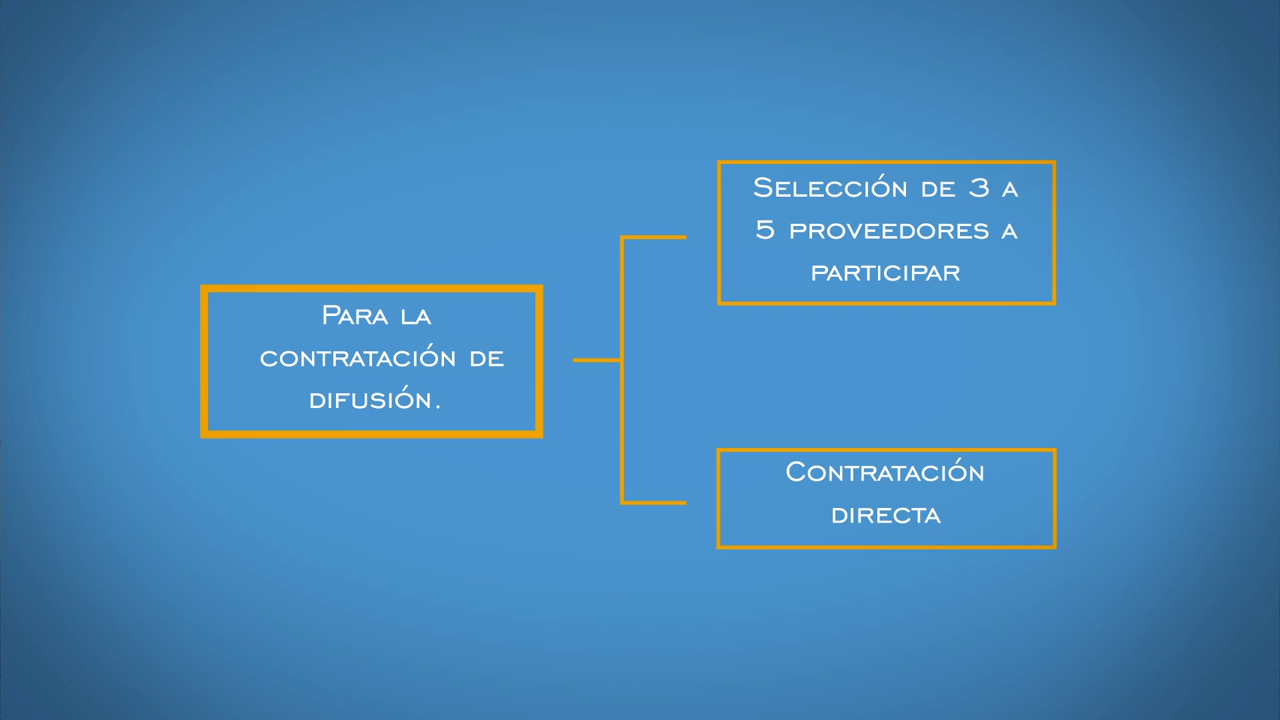 Para la
contratación de
difusión.
Selección de 3 a
5 proveedores a
participar
Contratación
directa